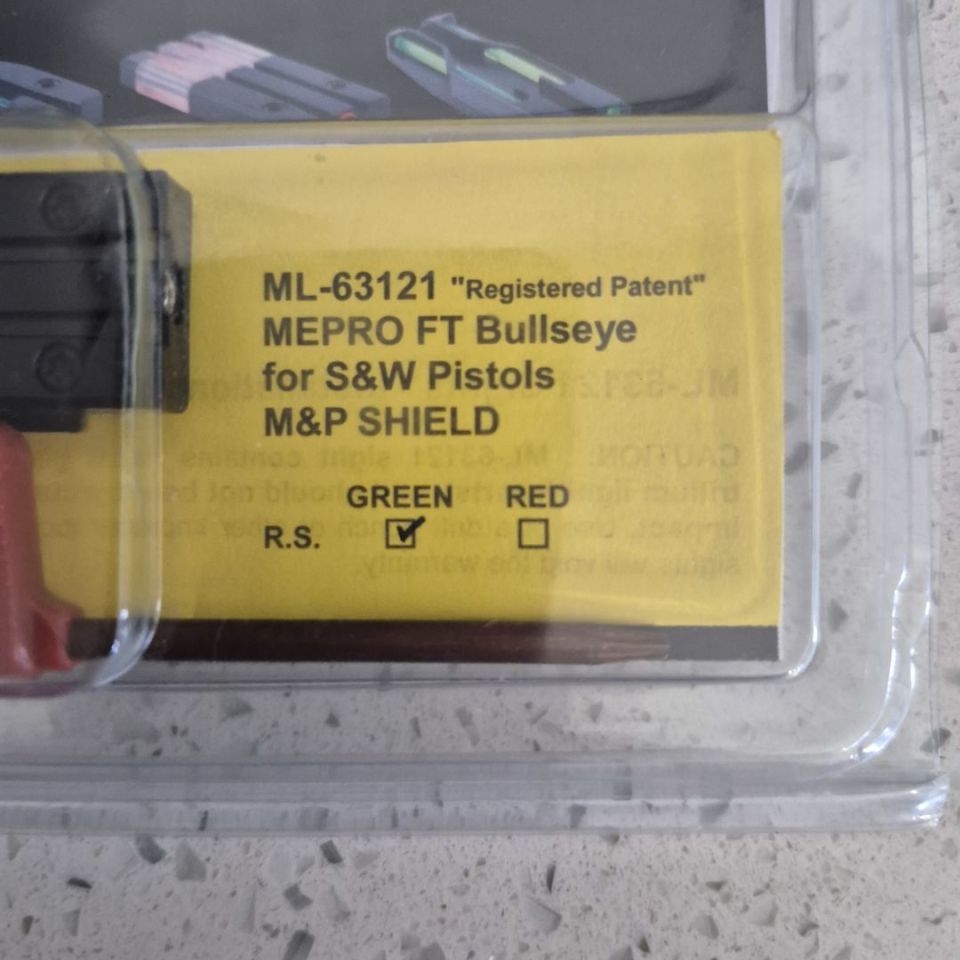 ML-63121 "Registered Patent"
MEPRO FT Bullseye
for S&W Pistols
M&P SHIELD
GREEN RED
R.S. ☑ ☐